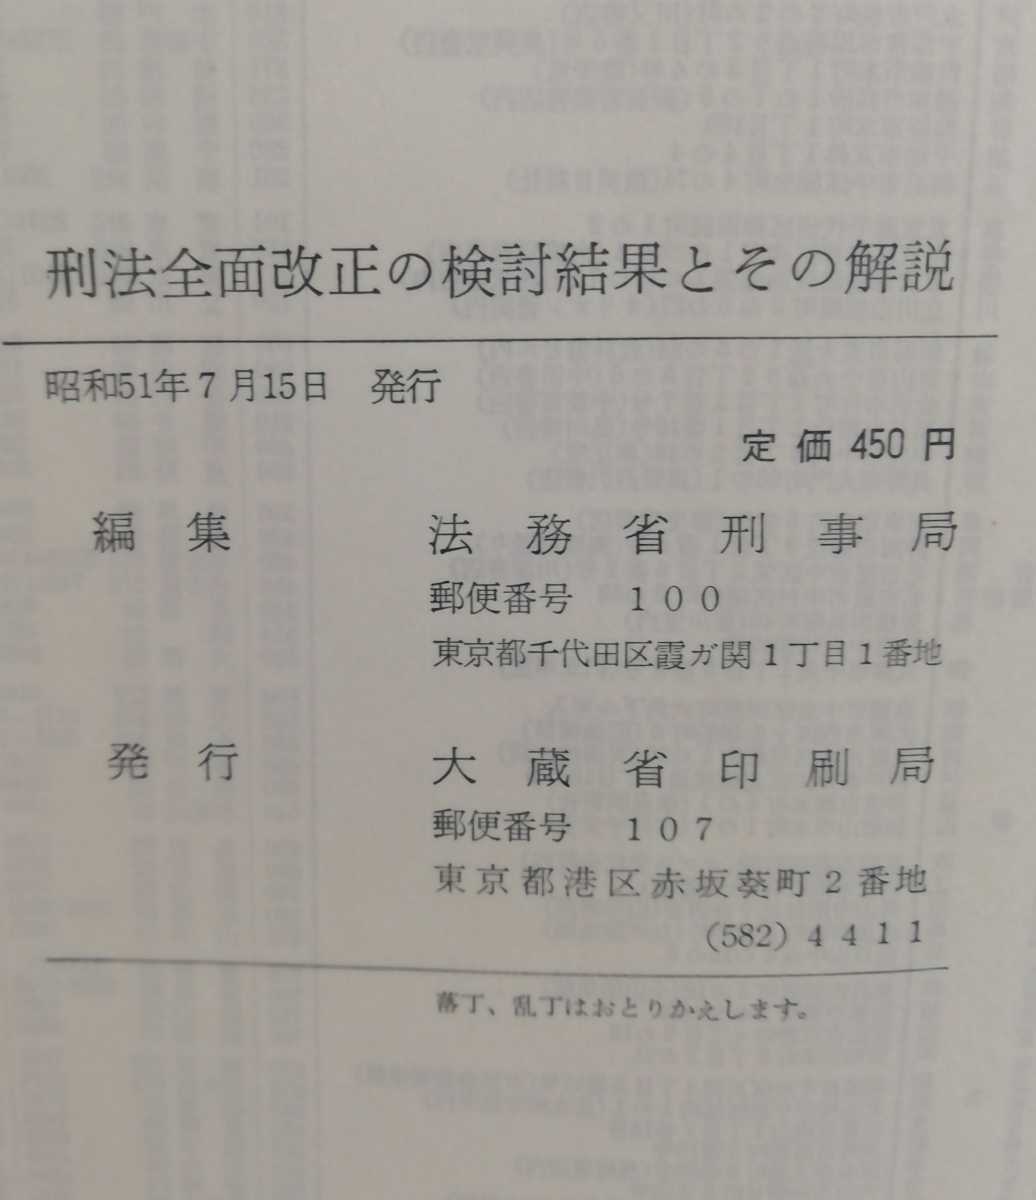 刑法全面改正の検討結果とその解説
昭和51年7月15日　発行
定価 450 円
編集　法務省刑事局
郵便番号　１００
東京都千代田区霞ガ関１丁目１番地
発行　大蔵省印刷局
郵便番号　１０７
東京都港区赤坂葵町２番地
(582) ４４１１
落丁、乱丁はおとりかえします。